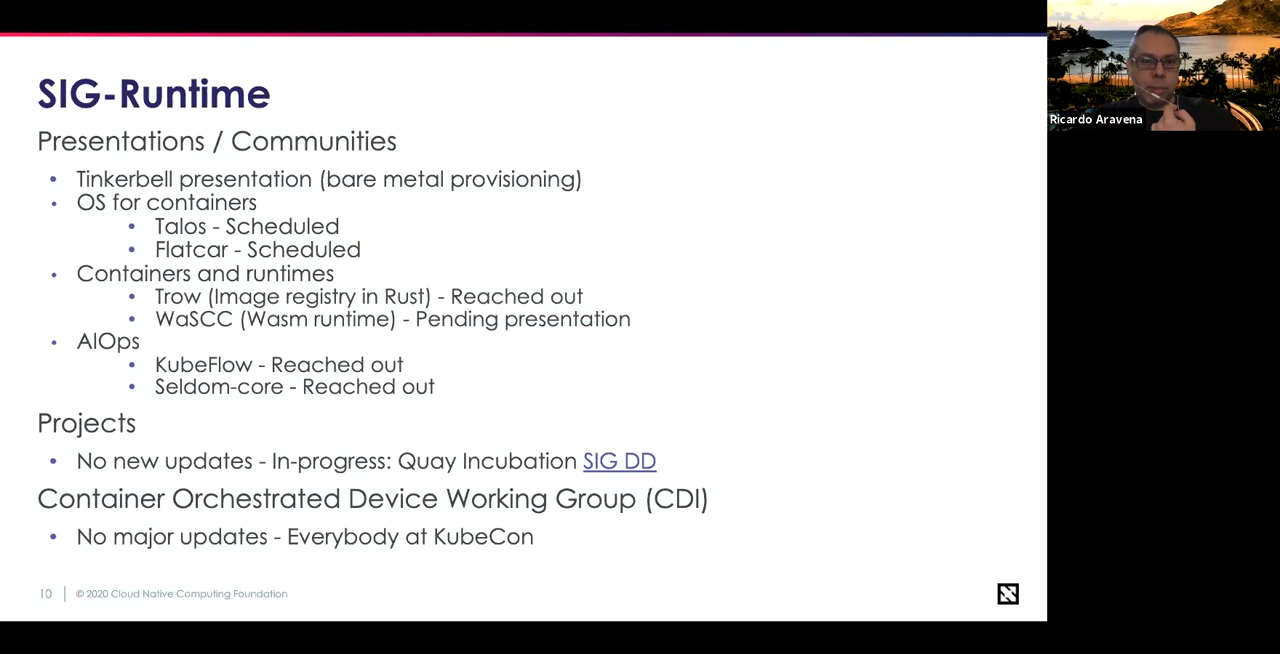 SIG-Runtime
Presentations / Communities
• Tinkerbell presentation (bare metal provisioning)
• OS for containers
• Talos - Scheduled
• Flatcar - Scheduled
• Containers and runtimes
• Trow (Image registry in Rust) - Reached out
• WaSCC (Wasm runtime) - Pending presentation
• AIOps
• KubeFlow - Reached out
• Seldom-core - Reached out
Projects
• No new updates - In-progress: Quay Incubation SIG DD
Container Orchestrated Device Working Group (CDI)
• No major updates - Everybody at KubeCon
10 | © 2020 Cloud Native Computing Foundation
Ricardo Aravena